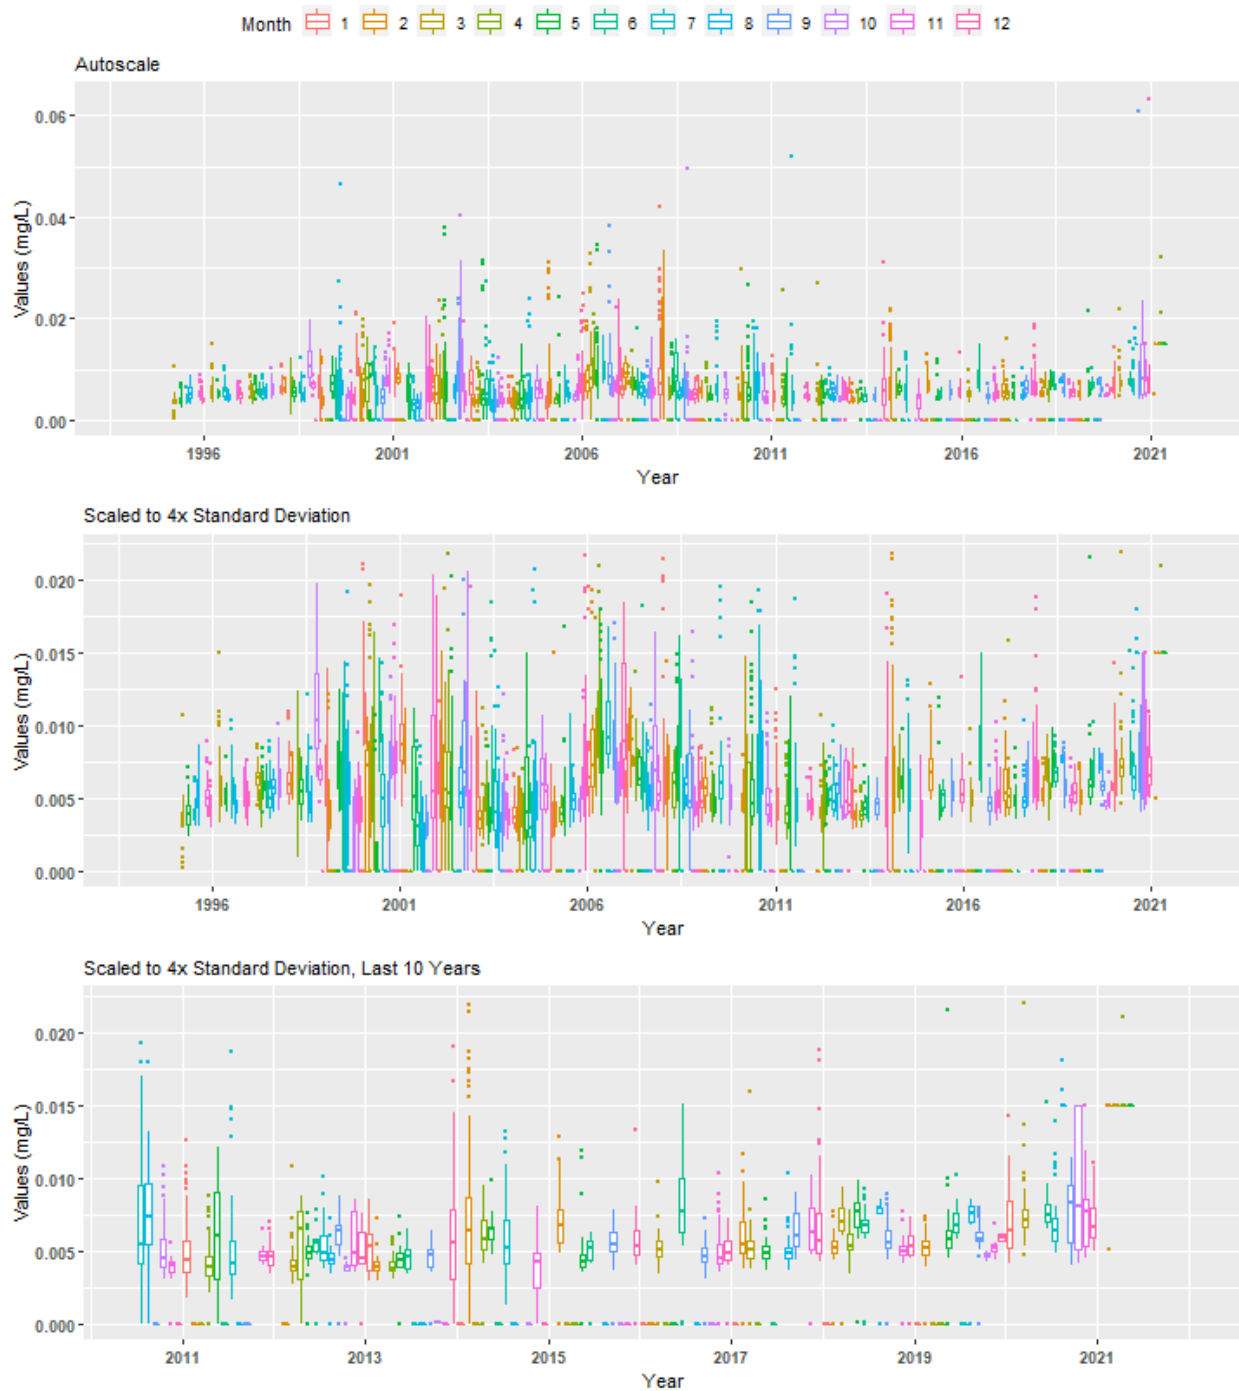 Month 1 2 3 4 5 6 7 8 9 10 11 12
Autoscale
Values (mg/L)
0.06
0.04
0.02
0.00
1996 2001 2006 2011 2016 2021
Year
Scaled to 4x Standard Deviation
Values (mg/L)
0.020
0.015
0.010
0.005
0.000
1996 2001 2006 2011 2016 2021
Year
Scaled to 4x Standard Deviation, Last 10 Years
Values (mg/L)
0.020
0.015
0.010
0.005
0.000
2011 2013 2015 2017 2019 2021
Year